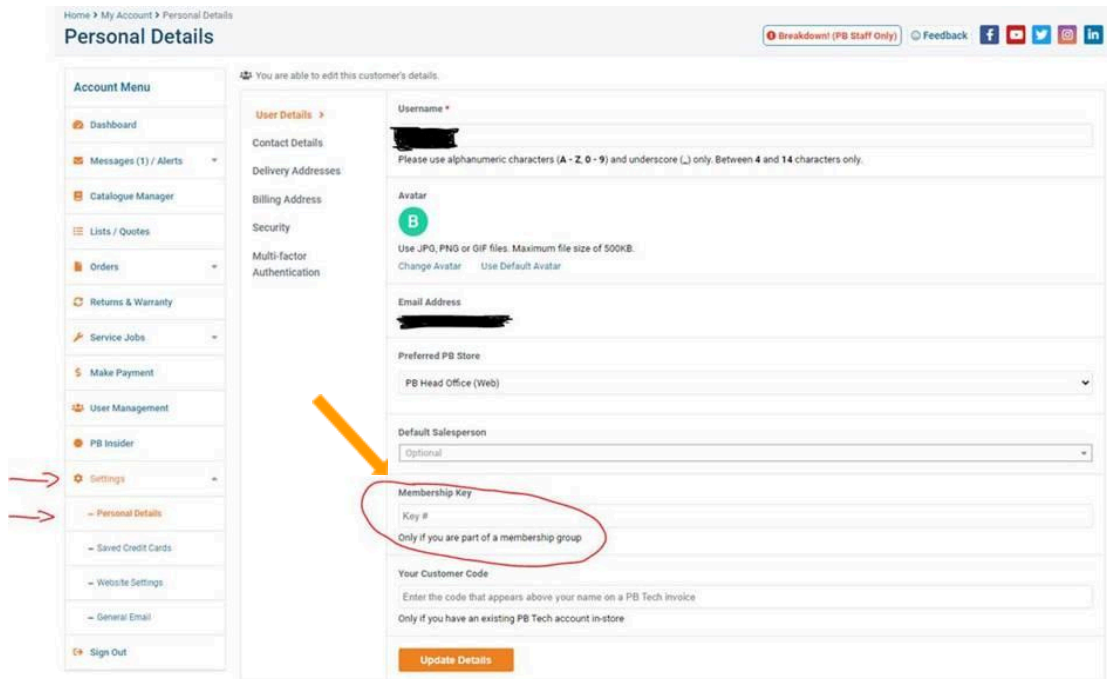 Home > My Account > Personal Details
Personal Details
Breakdown! (PB Staff Only)
Feedback
You are able to edit this customer's details.
Account Menu
Dashboard
Messages (1) / Alerts
Catalogue Manager
Lists / Quotes
Orders
Returns & Warranty
Service Jobs
Make Payment
User Management
PB Insider
Settings
– Personal Details
– Saved Credit Cards
– Website Settings
– General Email
Sign Out
User Details >
Contact Details
Delivery Addresses
Billing Address
Security
Multi-factor
Authentication
Username *
Please use alphanumeric characters (A - Z, 0 - 9) and underscore (_) only. Between 4 and 14 characters only.
Avatar
B
Use JPG, PNG or GIF files. Maximum file size of 500KB.
Change Avatar Use Default Avatar
Email Address
Preferred PB Store
PB Head Office (Web)
Default Salesperson
Optional
Membership Key
Key #
Only if you are part of a membership group
Your Customer Code
Enter the code that appears above your name on a PB Tech invoice
Only if you have an existing PB Tech account in-store
Update Details